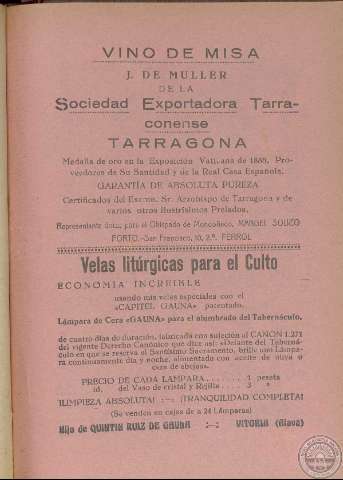 VINO DE MISA
J. DE MULLER
DE LA
Sociedad Exportadora Tarra-
conense
TARRAGONA
Medalla de oro en la Exposición Vaticana de 1888, Pro-
veedores de Su Santidad y de la Real Casa Española.
GARANTÍA DE ABSOLUTA PUREZA
Certificados del Excmo. Sr. Arzobispo de Tarragona y de
varios otros Ilustrísimos Prelados.
Representante único para el Obispado de Mondoñedo, MANUEL SOUZO
PORTO.-San Francisco, 10, 2.º FERROL
Velas litúrgicas para el Culto
ECONOMIA INCREIBLE
usando mis velas especiales con el
«CAPITEL GAUNA» patentado.
Lámpara de Cera «GAUNA» para el alumbrado del Tabernáculo,
de cuatro días de duración, fabricada con sujeción al CANON 1.271
del vigente Derecho Canónico que dice así: «Delante del Taberná-
culo en que se reserva el Santísimo Sacramento, brille una Lámpa-
ra continuamente día y noche, alimentada con aceite de oliva o
cera de abejas».
PRECIO DE CADA LAMPARA . . . . . 1 peseta
id. del Vaso de cristal y Rejilla . . . 3 »
¡LIMPIEZA ABSOLUTA! :-: ¡TRANQUILIDAD COMPLETA!
(Se venden en cajas de a 24 Lámparas)
Hijo de QUINTIN RUIZ DE GAUNA :-: VITORIA (Alava)